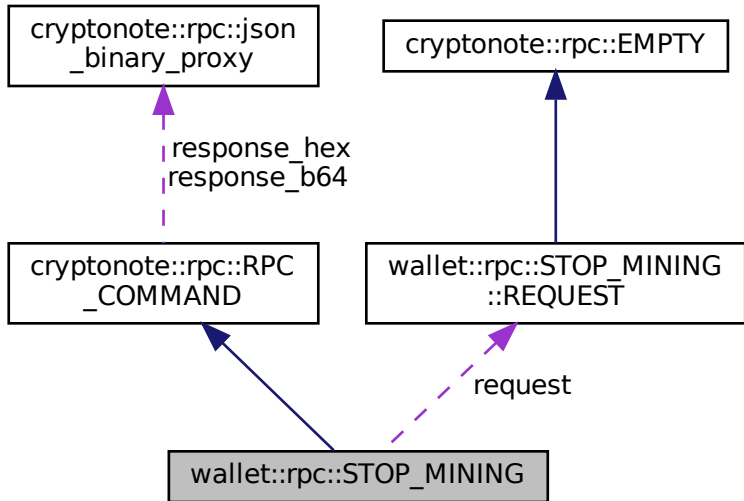 cryptonote::rpc::json
_binary_proxy
cryptonote::rpc::EMPTY
response_hex
response_b64
cryptonote::rpc::RPC
_COMMAND
wallet::rpc::STOP_MINING
::REQUEST
request
wallet::rpc::STOP_MINING